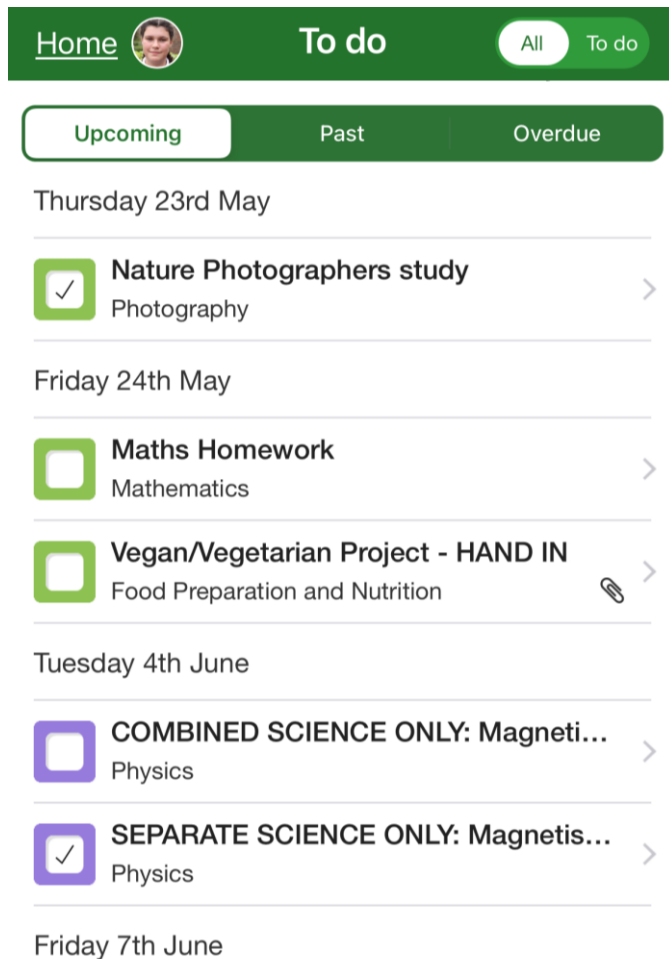 Home To do All To do
Upcoming Past Overdue
Thursday 23rd May
Nature Photographers study
Photography
Friday 24th May
Maths Homework
Mathematics
Vegan/Vegetarian Project - HAND IN
Food Preparation and Nutrition
Tuesday 4th June
COMBINED SCIENCE ONLY: Magneti...
Physics
SEPARATE SCIENCE ONLY: Magnetis...
Physics
Friday 7th June